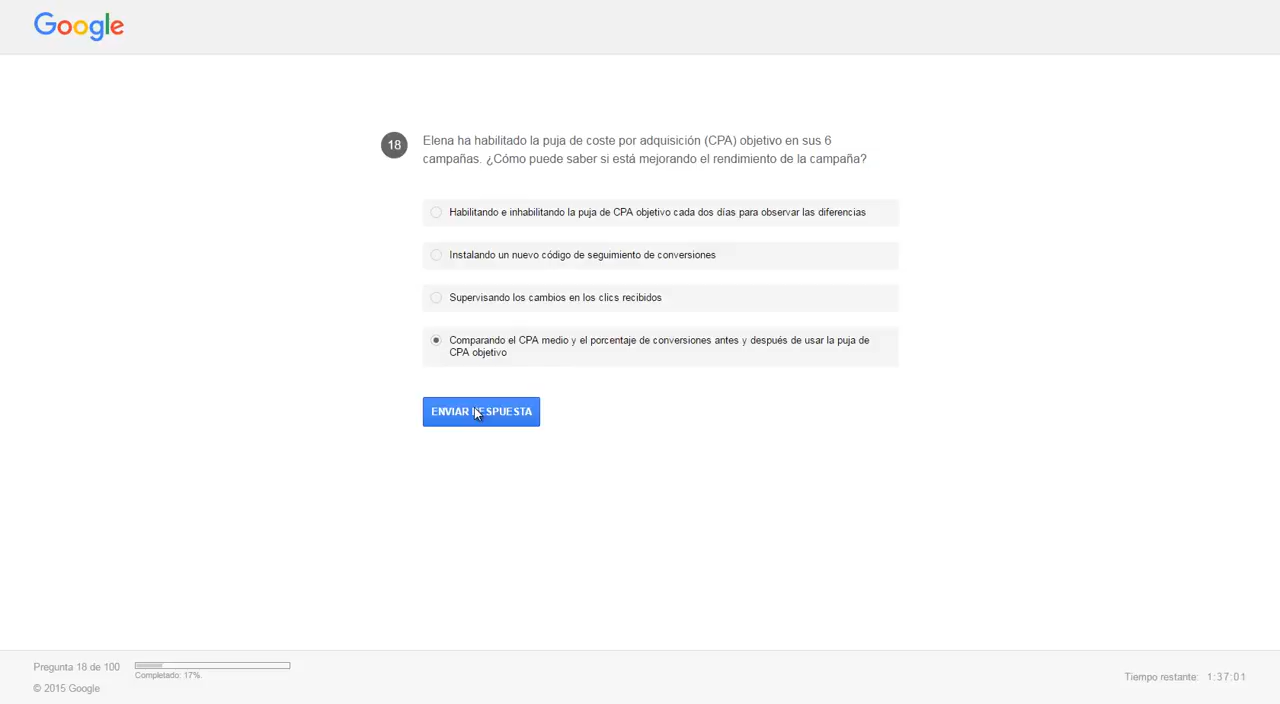 Google
18
Elena ha habilitado la puja de coste por adquisición (CPA) objetivo en sus 6
campañas. ¿Cómo puede saber si está mejorando el rendimiento de la campaña?
Habilitando e inhabilitando la puja de CPA objetivo cada dos días para observar las diferencias
Instalando un nuevo código de seguimiento de conversiones
Supervisando los cambios en los clics recibidos
Comparando el CPA medio y el porcentaje de conversiones antes y después de usar la puja de
CPA objetivo
ENVIAR RESPUESTA
Pregunta 18 de 100
Completado: 17%.
© 2015 Google
Tiempo restante: 1:37:01